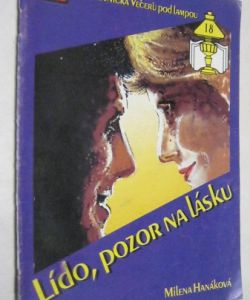 Večerů pod lampou
18
Lído, pozor na lásku
Milena Hanáková